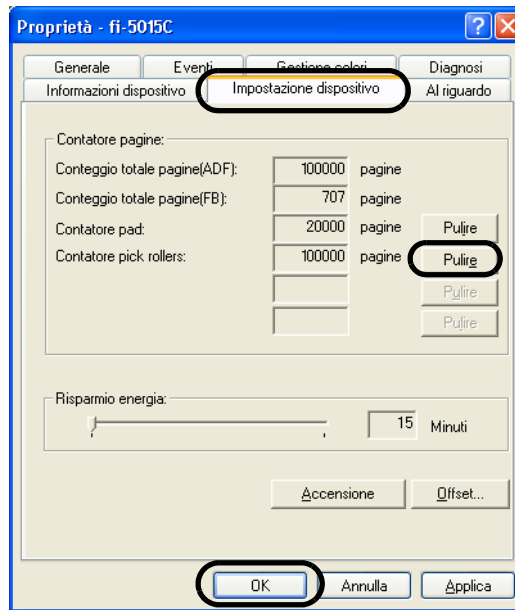 Proprietà - fi-5015C
Generale Eventi Gestione colori Diagnosi
Informazioni dispositivo Impostazione dispositivo Al riguardo
Contatore pagine:
Conteggio totale pagine(ADF): 100000 pagine
Conteggio totale pagine(FB): 707 pagine
Contatore pad: 20000 pagine Pulire
Contatore pick rollers: 100000 pagine Pulire
Pulire
Pulire
Risparmio energia:
15 Minuti
Accensione Offset...
OK Annulla Applica